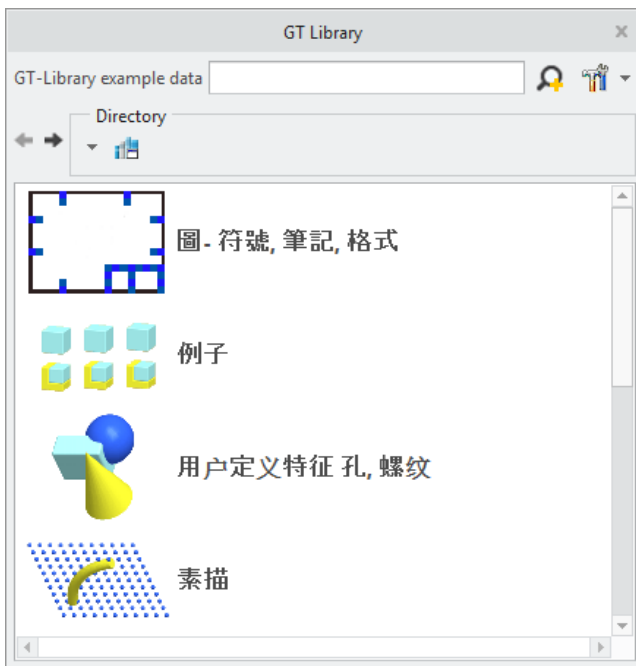 GT Library
GT-Library example data
Directory
圖- 符號, 筆記, 格式
例子
用户定义特征 孔, 螺纹
素描